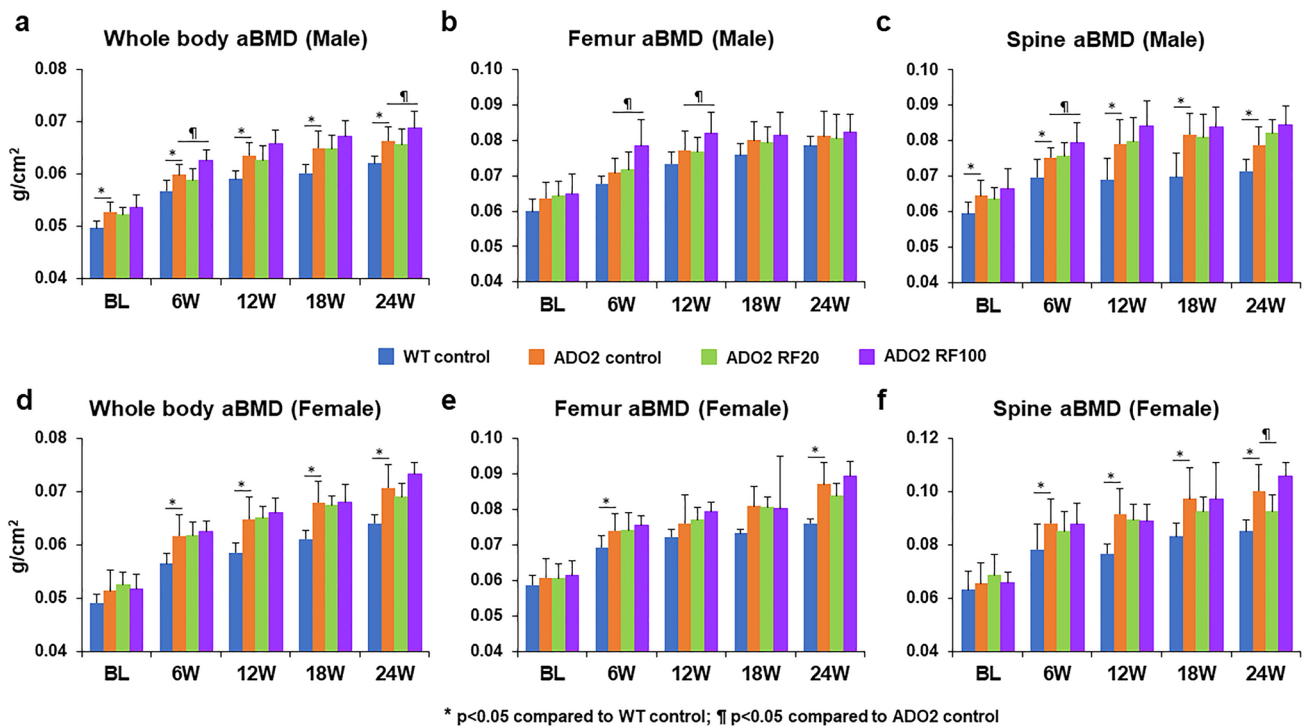 a
Whole body aBMD (Male)
0.08
0.07
0.06
0.05
0.04
g/cm²
*
*
¶
*
*
*
¶
BL 6W 12W 18W 24W
b
Femur aBMD (Male)
0.10
0.09
0.08
0.07
0.06
0.05
0.04
¶
¶
BL 6W 12W 18W 24W
c
Spine aBMD (Male)
0.10
0.09
0.08
0.07
0.06
0.05
0.04
*
*
¶
*
*
*
BL 6W 12W 18W 24W
WT control ADO2 control ADO2 RF20 ADO2 RF100
d
Whole body aBMD (Female)
0.08
0.07
0.06
0.05
0.04
g/cm²
*
*
*
*
BL 6W 12W 18W 24W
e
Femur aBMD (Female)
0.10
0.09
0.08
0.07
0.06
0.05
0.04
*
*
BL 6W 12W 18W 24W
f
Spine aBMD (Female)
0.12
0.10
0.08
0.06
0.04
*
*
*
*
¶
BL 6W 12W 18W 24W
* p<0.05 compared to WT control; ¶ p<0.05 compared to ADO2 control